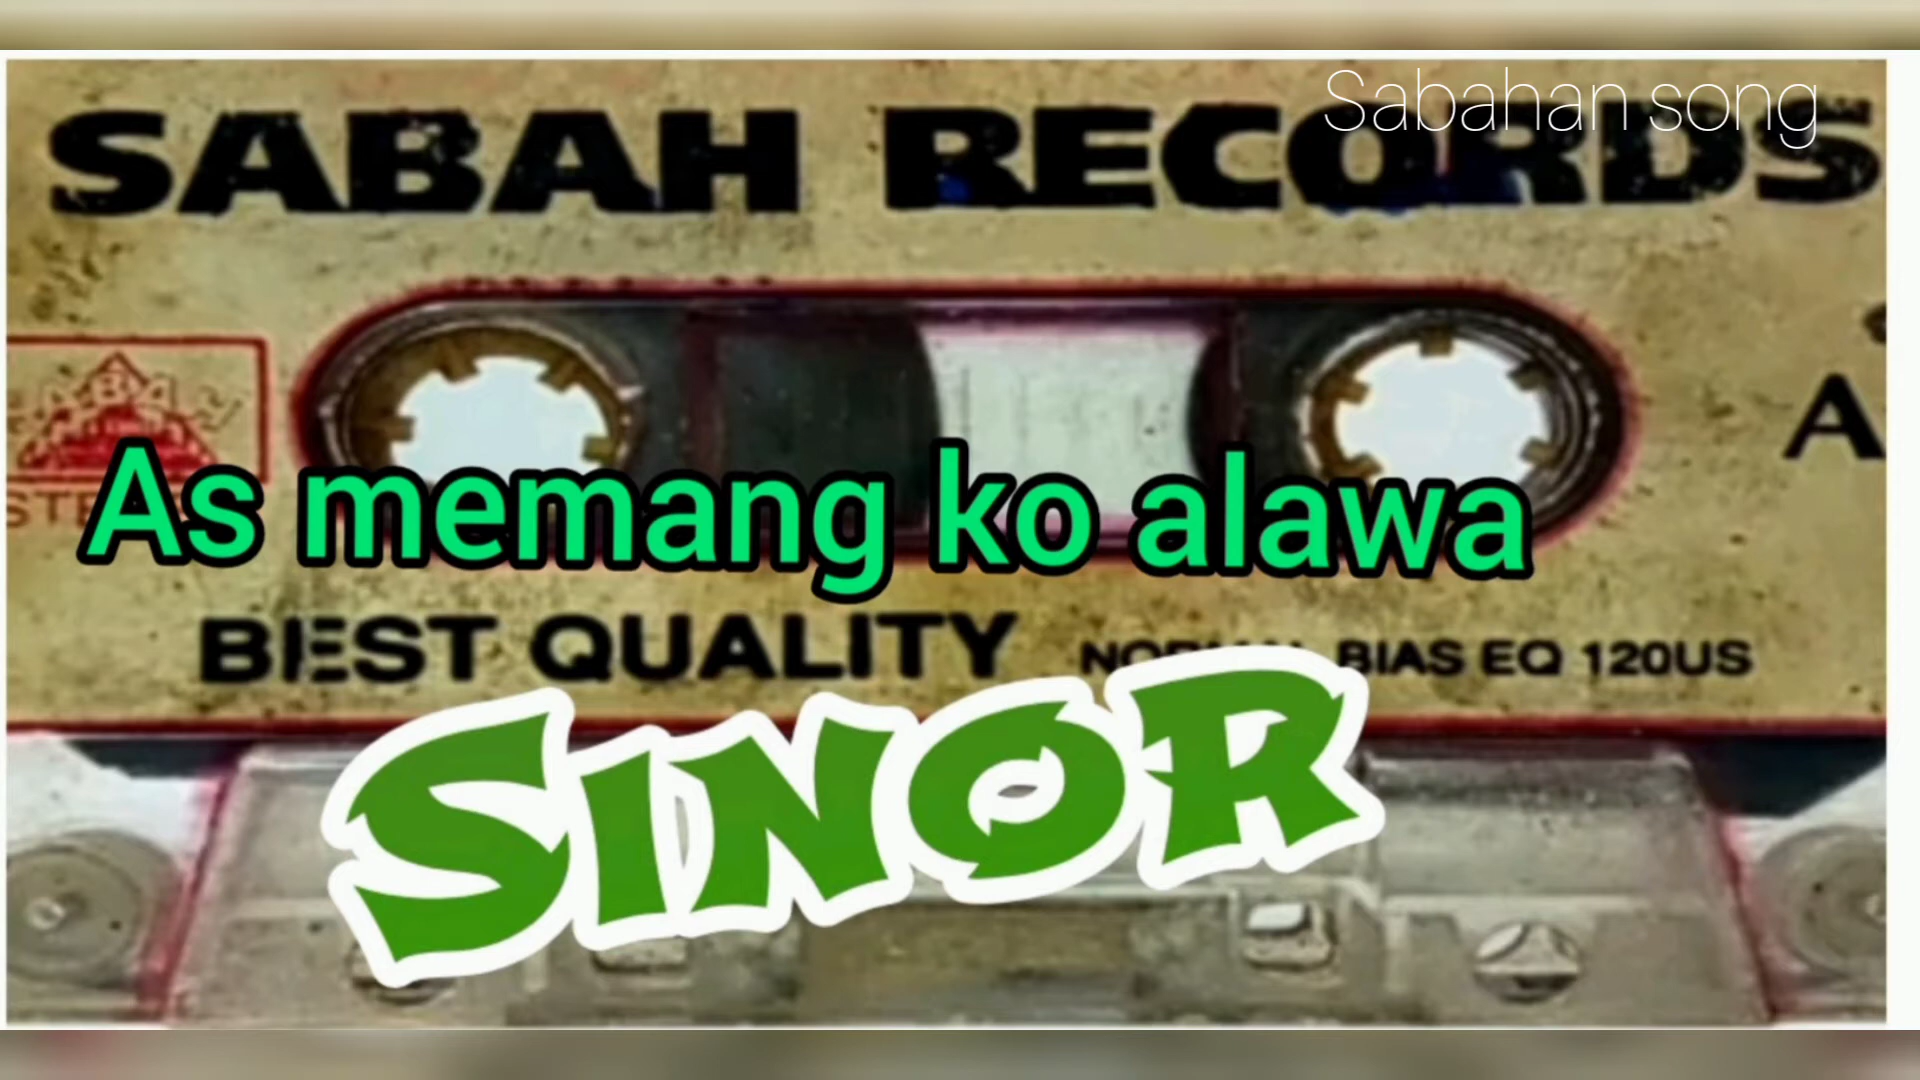 Sabahan song
SABAH RECORDS
A
As memang ko alawa
BEST QUALITY
BIAS EQ 120US
SINOR